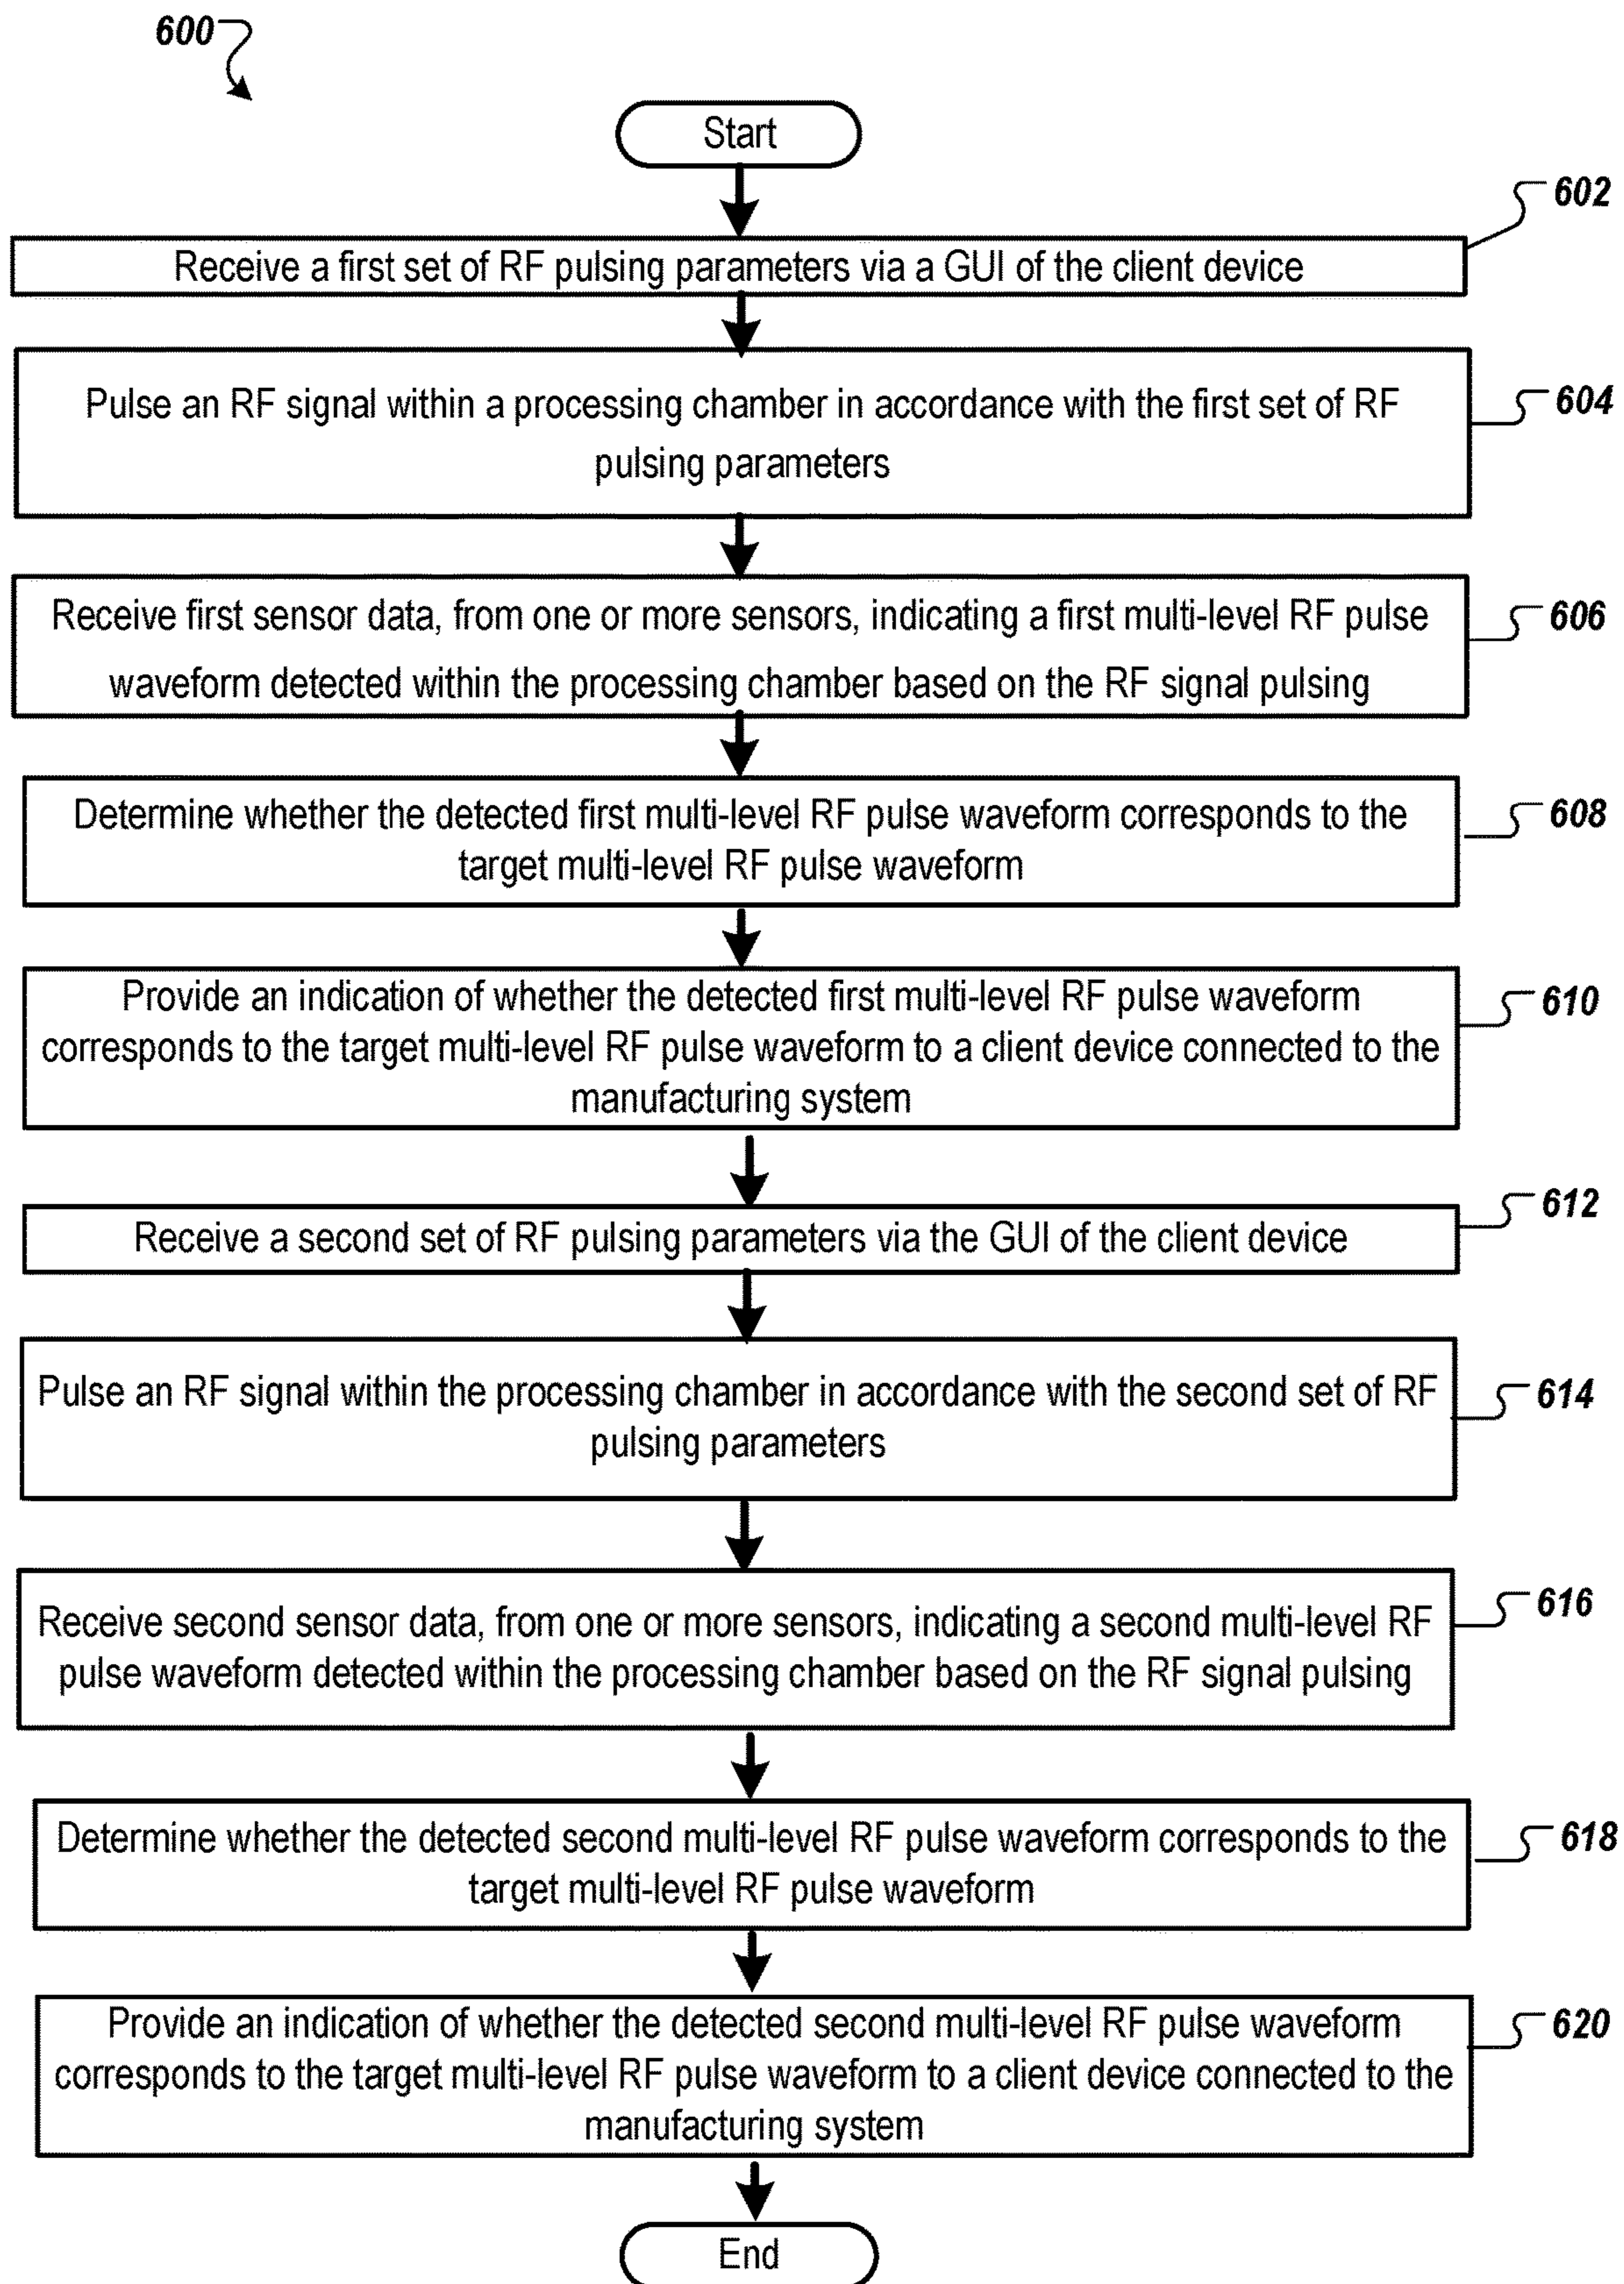 600
Start
602
Receive a first set of RF pulsing parameters via a GUI of the client device
604
Pulse an RF signal within a processing chamber in accordance with the first set of RF
pulsing parameters
606
Receive first sensor data, from one or more sensors, indicating a first multi-level RF pulse
waveform detected within the processing chamber based on the RF signal pulsing
608
Determine whether the detected first multi-level RF pulse waveform corresponds to the
target multi-level RF pulse waveform
610
Provide an indication of whether the detected first multi-level RF pulse waveform
corresponds to the target multi-level RF pulse waveform to a client device connected to the
manufacturing system
612
Receive a second set of RF pulsing parameters via the GUI of the client device
614
Pulse an RF signal within the processing chamber in accordance with the second set of RF
pulsing parameters
616
Receive second sensor data, from one or more sensors, indicating a second multi-level RF
pulse waveform detected within the processing chamber based on the RF signal pulsing
618
Determine whether the detected second multi-level RF pulse waveform corresponds to the
target multi-level RF pulse waveform
620
Provide an indication of whether the detected second multi-level RF pulse waveform
corresponds to the target multi-level RF pulse waveform to a client device connected to the
manufacturing system
End